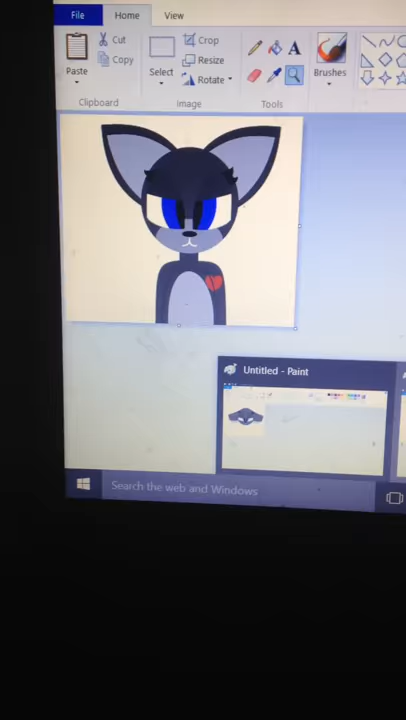 File Home View
Paste
Cut
Copy
Clipboard
Select
Crop
Resize
Rotate
Image
A
Tools
Brushes
Untitled - Paint
Search the web and Windows